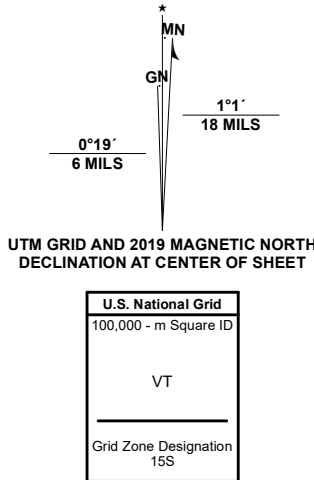 MN
GN
1°1´
18 MILS
0°19´
6 MILS
UTM GRID AND 2019 MAGNETIC NORTH
DECLINATION AT CENTER OF SHEET
U.S. National Grid
100,000 - m Square ID
VT
Grid Zone Designation
15S